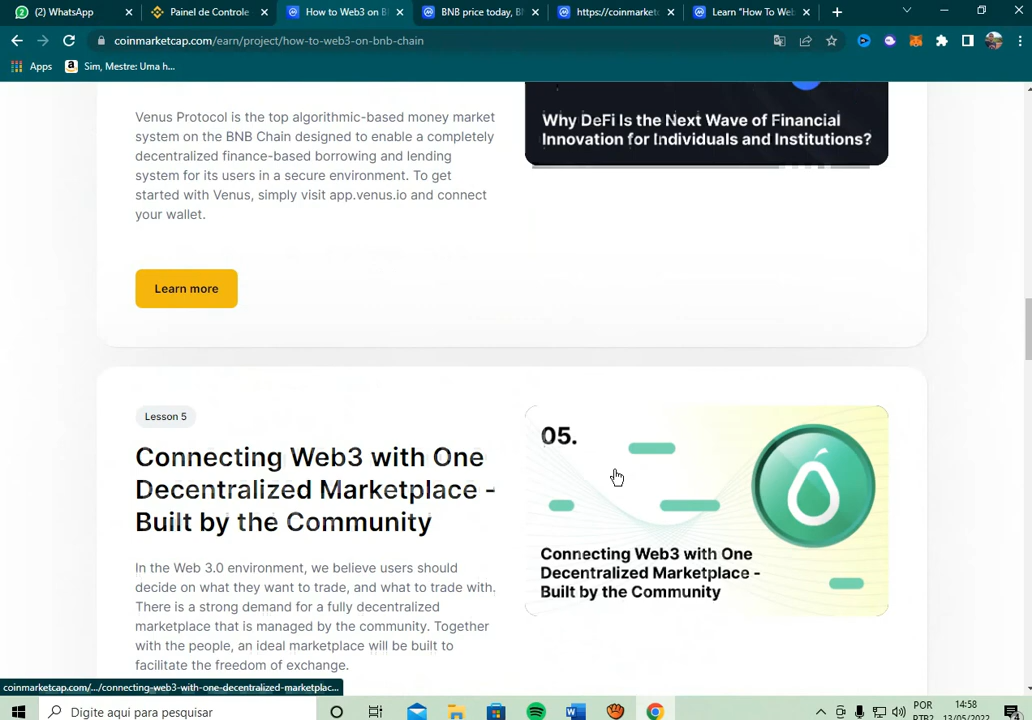 (2) WhatsApp
Painel de Controle
How to Web3 on B
BNB price today, BN
https://coinmarketc
Learn "How To Web
coinmarketcap.com/earn/project/how-to-web3-on-bnb-chain
Apps
Sim, Mestre: Uma h...
Venus Protocol is the top algorithmic-based money market
system on the BNB Chain designed to enable a completely
decentralized finance-based borrowing and lending
system for its users in a secure environment. To get
started with Venus, simply visit app.venus.io and connect
your wallet.
Why DeFi Is the Next Wave of Financial
Innovation for Individuals and Institutions?
Learn more
Lesson 5
Connecting Web3 with One
Decentralized Marketplace -
Built by the Community
In the Web 3.0 environment, we believe users should
decide on what they want to trade, and what to trade with.
There is a strong demand for a fully decentralized
marketplace that is managed by the community. Together
with the people, an ideal marketplace will be built to
facilitate the freedom of exchange.
05.
Connecting Web3 with One
Decentralized Marketplace -
Built by the Community
coinmarketcap.com/.../connecting-web3-with-one-decentralized-marketplac...
Digite aqui para pesquisar
POR
PTB2
14:58
13/05/2022